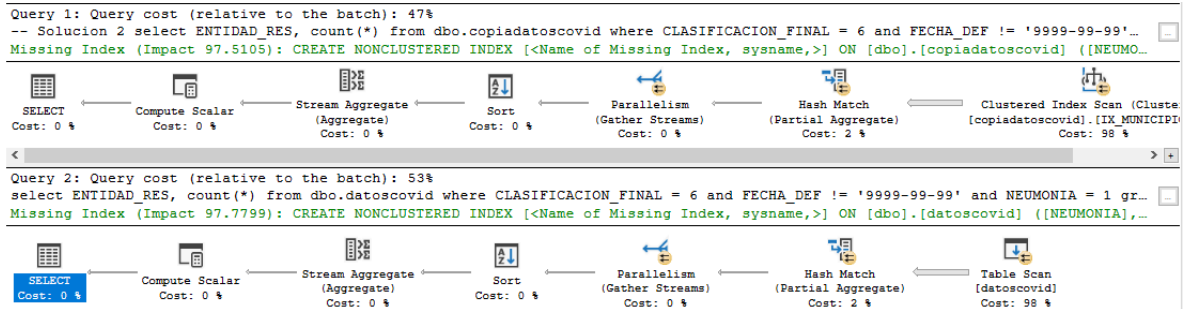 Query 1: Query cost (relative to the batch): 47%
-- Solucion 2 select ENTIDAD_RES, count(*) from dbo.copiadatoscovid where CLASIFICACION_FINAL = 6 and FECHA_DEF != '9999-99-99'…
Missing Index (Impact 97.5105): CREATE NONCLUSTERED INDEX [<Name of Missing Index, sysname,>] ON [dbo].[copiadatoscovid] ([NEUMO…
SELECT
Cost: 0 %
Compute Scalar
Cost: 0 %
Stream Aggregate
(Aggregate)
Cost: 0 %
Sort
Cost: 0 %
Parallelism
(Gather Streams)
Cost: 0 %
Hash Match
(Partial Aggregate)
Cost: 2 %
Clustered Index Scan (Cluste
[copiadatoscovid].[IX_MUNICIPI
Cost: 98 %
Query 2: Query cost (relative to the batch): 53%
select ENTIDAD_RES, count(*) from dbo.datoscovid where CLASIFICACION_FINAL = 6 and FECHA_DEF != '9999-99-99' and NEUMONIA = 1 gr…
Missing Index (Impact 97.7799): CREATE NONCLUSTERED INDEX [<Name of Missing Index, sysname,>] ON [dbo].[datoscovid] ([NEUMONIA],…
SELECT
Cost: 0 %
Compute Scalar
Cost: 0 %
Stream Aggregate
(Aggregate)
Cost: 0 %
Sort
Cost: 0 %
Parallelism
(Gather Streams)
Cost: 0 %
Hash Match
(Partial Aggregate)
Cost: 2 %
Table Scan
[datoscovid]
Cost: 98 %